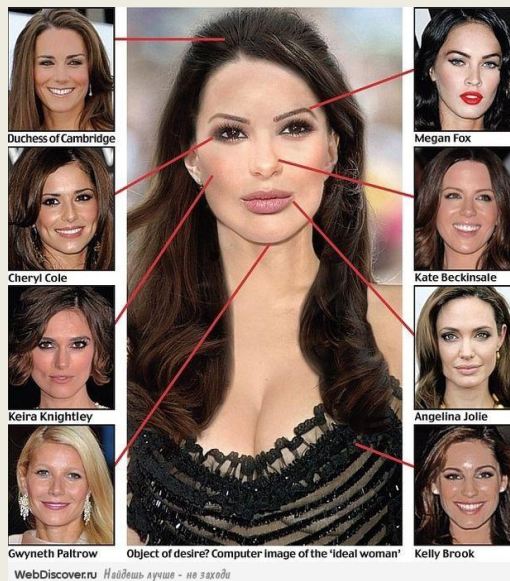 Duchess of Cambridge
Megan Fox
Cheryl Cole
Kate Beckinsale
Keira Knightley
Angelina Jolie
Gwyneth Paltrow
Object of desire? Computer image of the ‘ideal woman’
Kelly Brook
WebDiscover.ru Найдешь лучше - не заходи